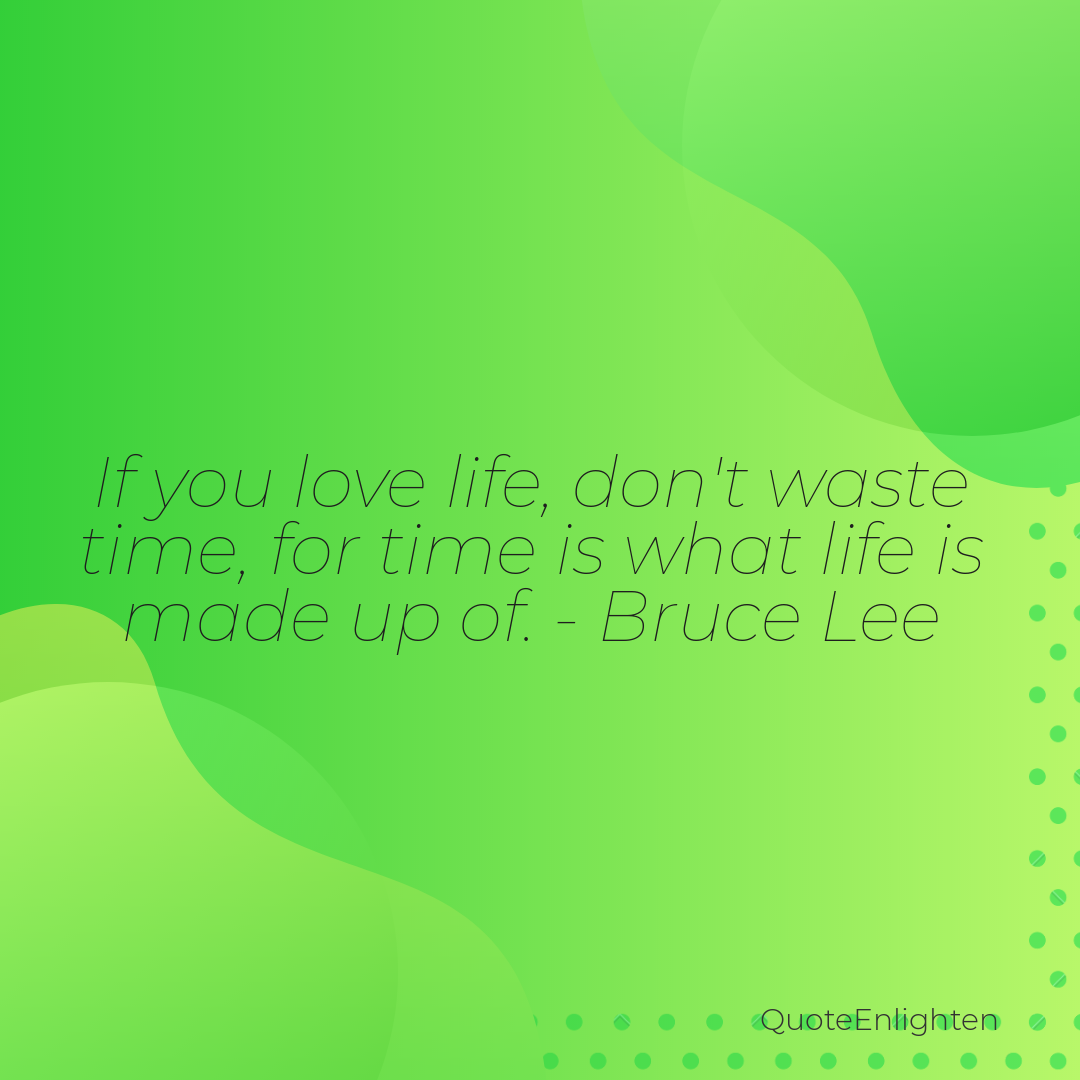 If you love life, don't waste
time, for time is what life is
made up of. - Bruce Lee
QuoteEnlighten